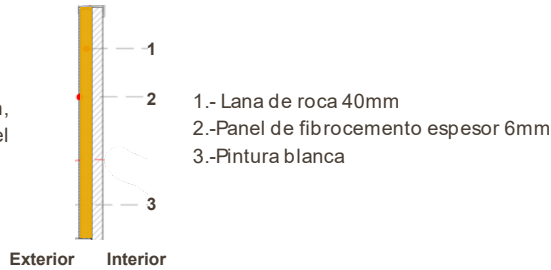 1
2
3
1.- Lana de roca 40mm
2.-Panel de fibrocemento espesor 6mm
3.-Pintura blanca
Exterior Interior